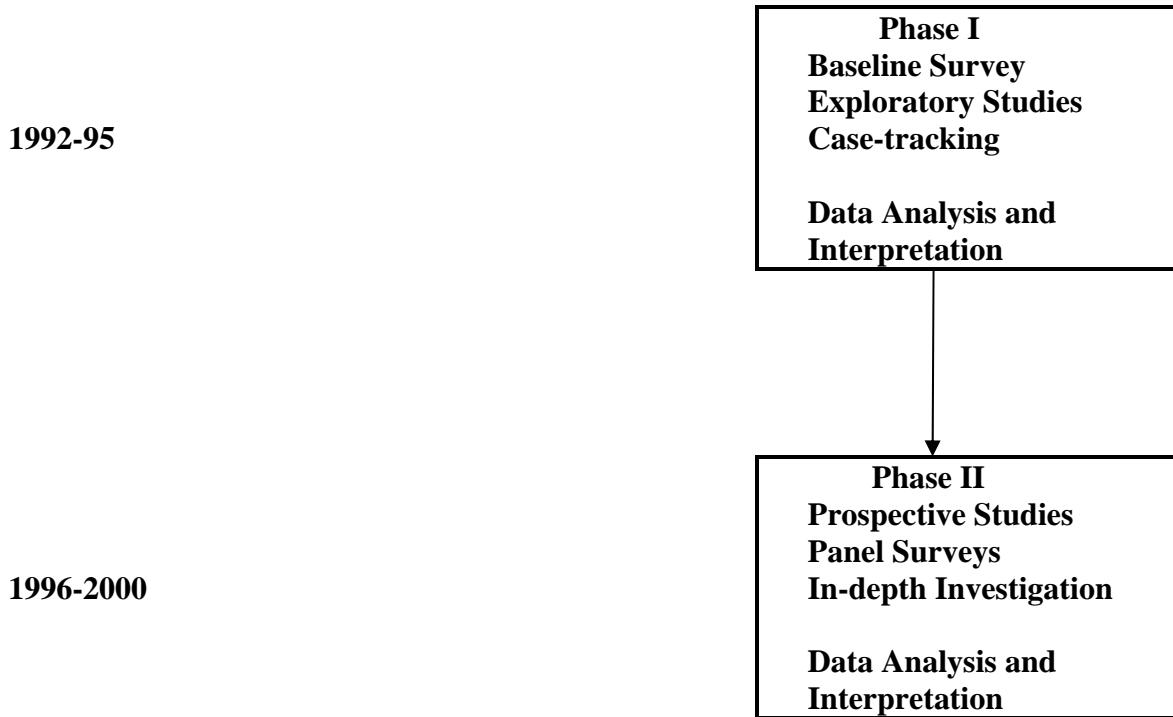 Phase I
Baseline Survey
Exploratory Studies
1992-95
Case-tracking
Data Analysis and
Interpretation
Phase II
Prospective Studies
Panel Surveys
1996-2000
In-depth Investigation
Data Analysis and
Interpretation